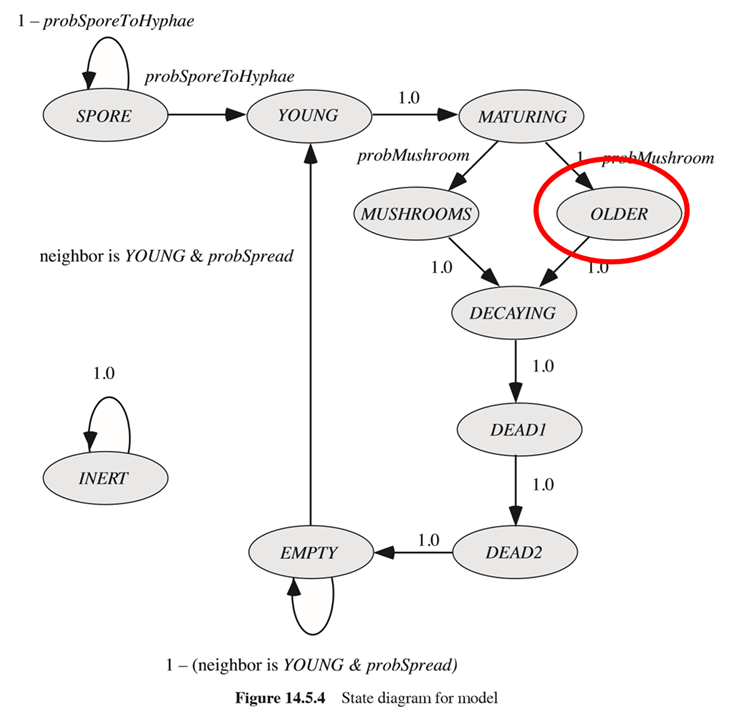 1 – probSporeToHyphae
probSporeToHyphae
SPORE
YOUNG
1.0
MATURING
probMushroom
1 – probMushroom
MUSHROOMS
OLDER
neighbor is YOUNG & probSpread
1.0
1.0
DECAYING
1.0
1.0
DEAD1
INERT
1.0
EMPTY
1.0
DEAD2
1 – (neighbor is YOUNG & probSpread)
Figure 14.5.4 State diagram for model